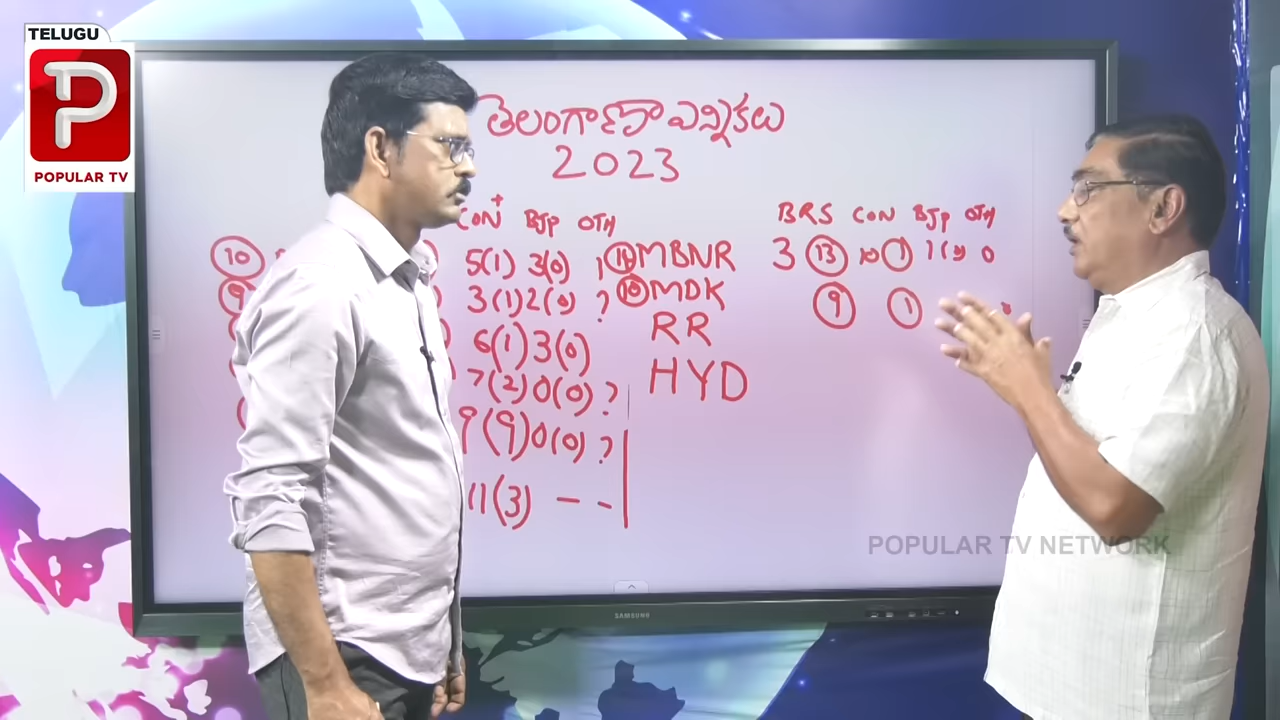 TELUGU
P
POPULAR TV
తెలంగాణా ఎన్నికలు
2023
CON+ BJP OTH
BRS CON BJP OTH
10 5(1) 3(0) 14 MBNR 3 13 10 1 1(0) 0
9 3(1) 2(0) ? 10 MDK 9 1
6(1) 3(0) RR
7(2) 0(0) ? HYD
9(9) 0(0) ?
11(3) - -
POPULAR TV NETWORK
SAMSUNG